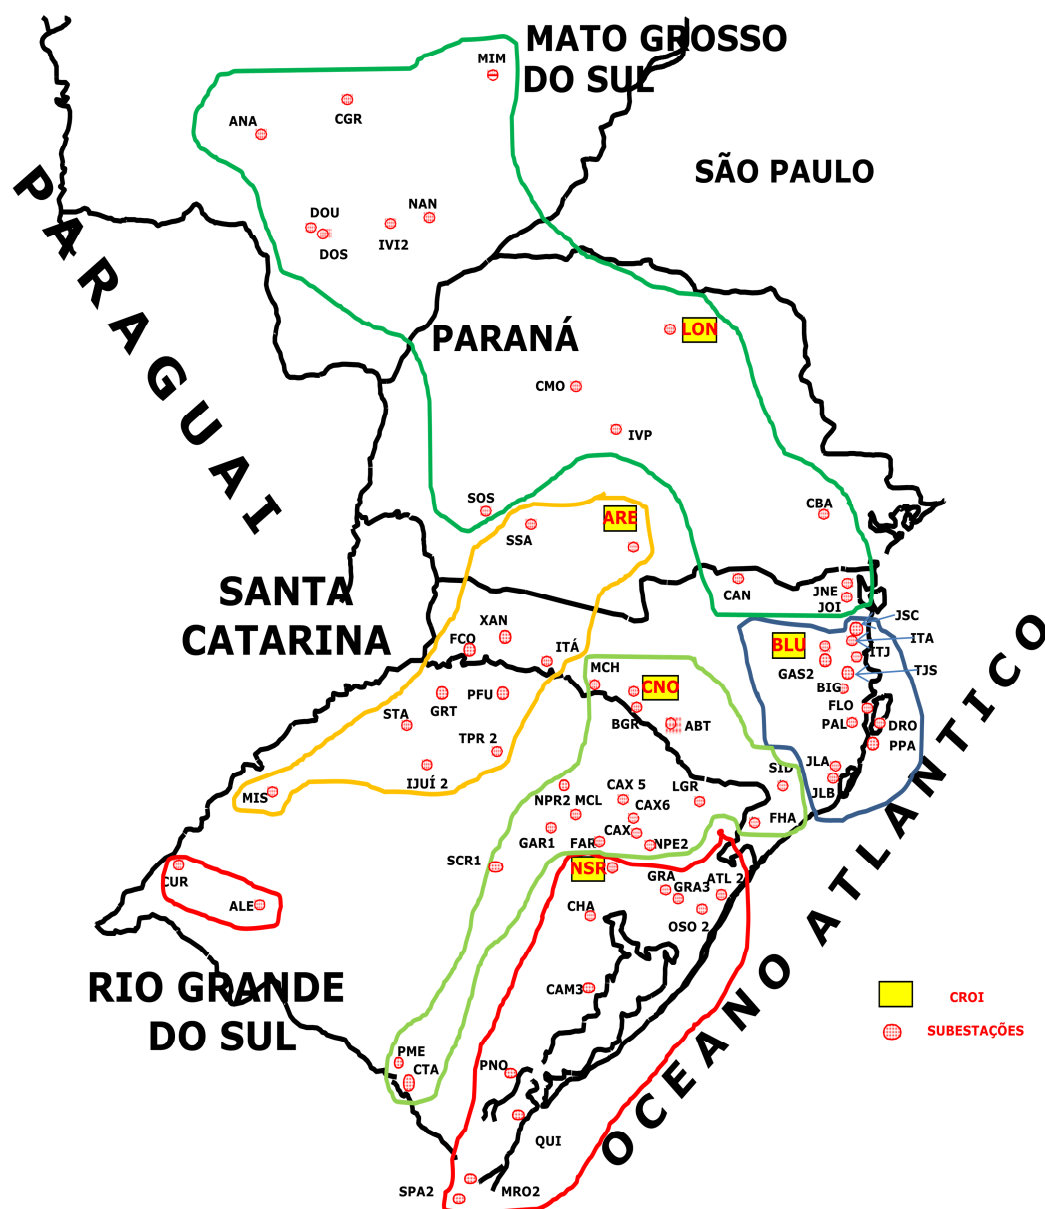 MATO GROSSO
DO SUL
MIM
CGR
ANA
SÃO PAULO
PARAGUAI
DOU
NAN
DOS
IVI2
PARANÁ
LON
CMO
IVP
SOS
SSA
ARE
CBA
SANTA
CATARINA
CAN
JNE
JOI
JSC
XAN
FCO
ITÁ
BLU
ITA
ITJ
GAS2
TJS
MCH
CNO
BIG
GRT
PFU
FLO
STA
BGR
ABT
PAL
DRO
TPR 2
PPA
JLA
SID
IJUÍ 2
CAX 5
LGR
JLB
MIS
NPR2
MCL
CAX6
FHA
CAX
GAR1
FAR
NPE2
SCR1
NSR
CUR
GRA
ATL 2
GRA3
ALE
CHA
OSO 2
OCEANO ATLANTICO
RIO GRANDE
DO SUL
CAM3
CROI
SUBESTAÇÕES
PME
CTA
PNO
QUI
SPA2
MRO2